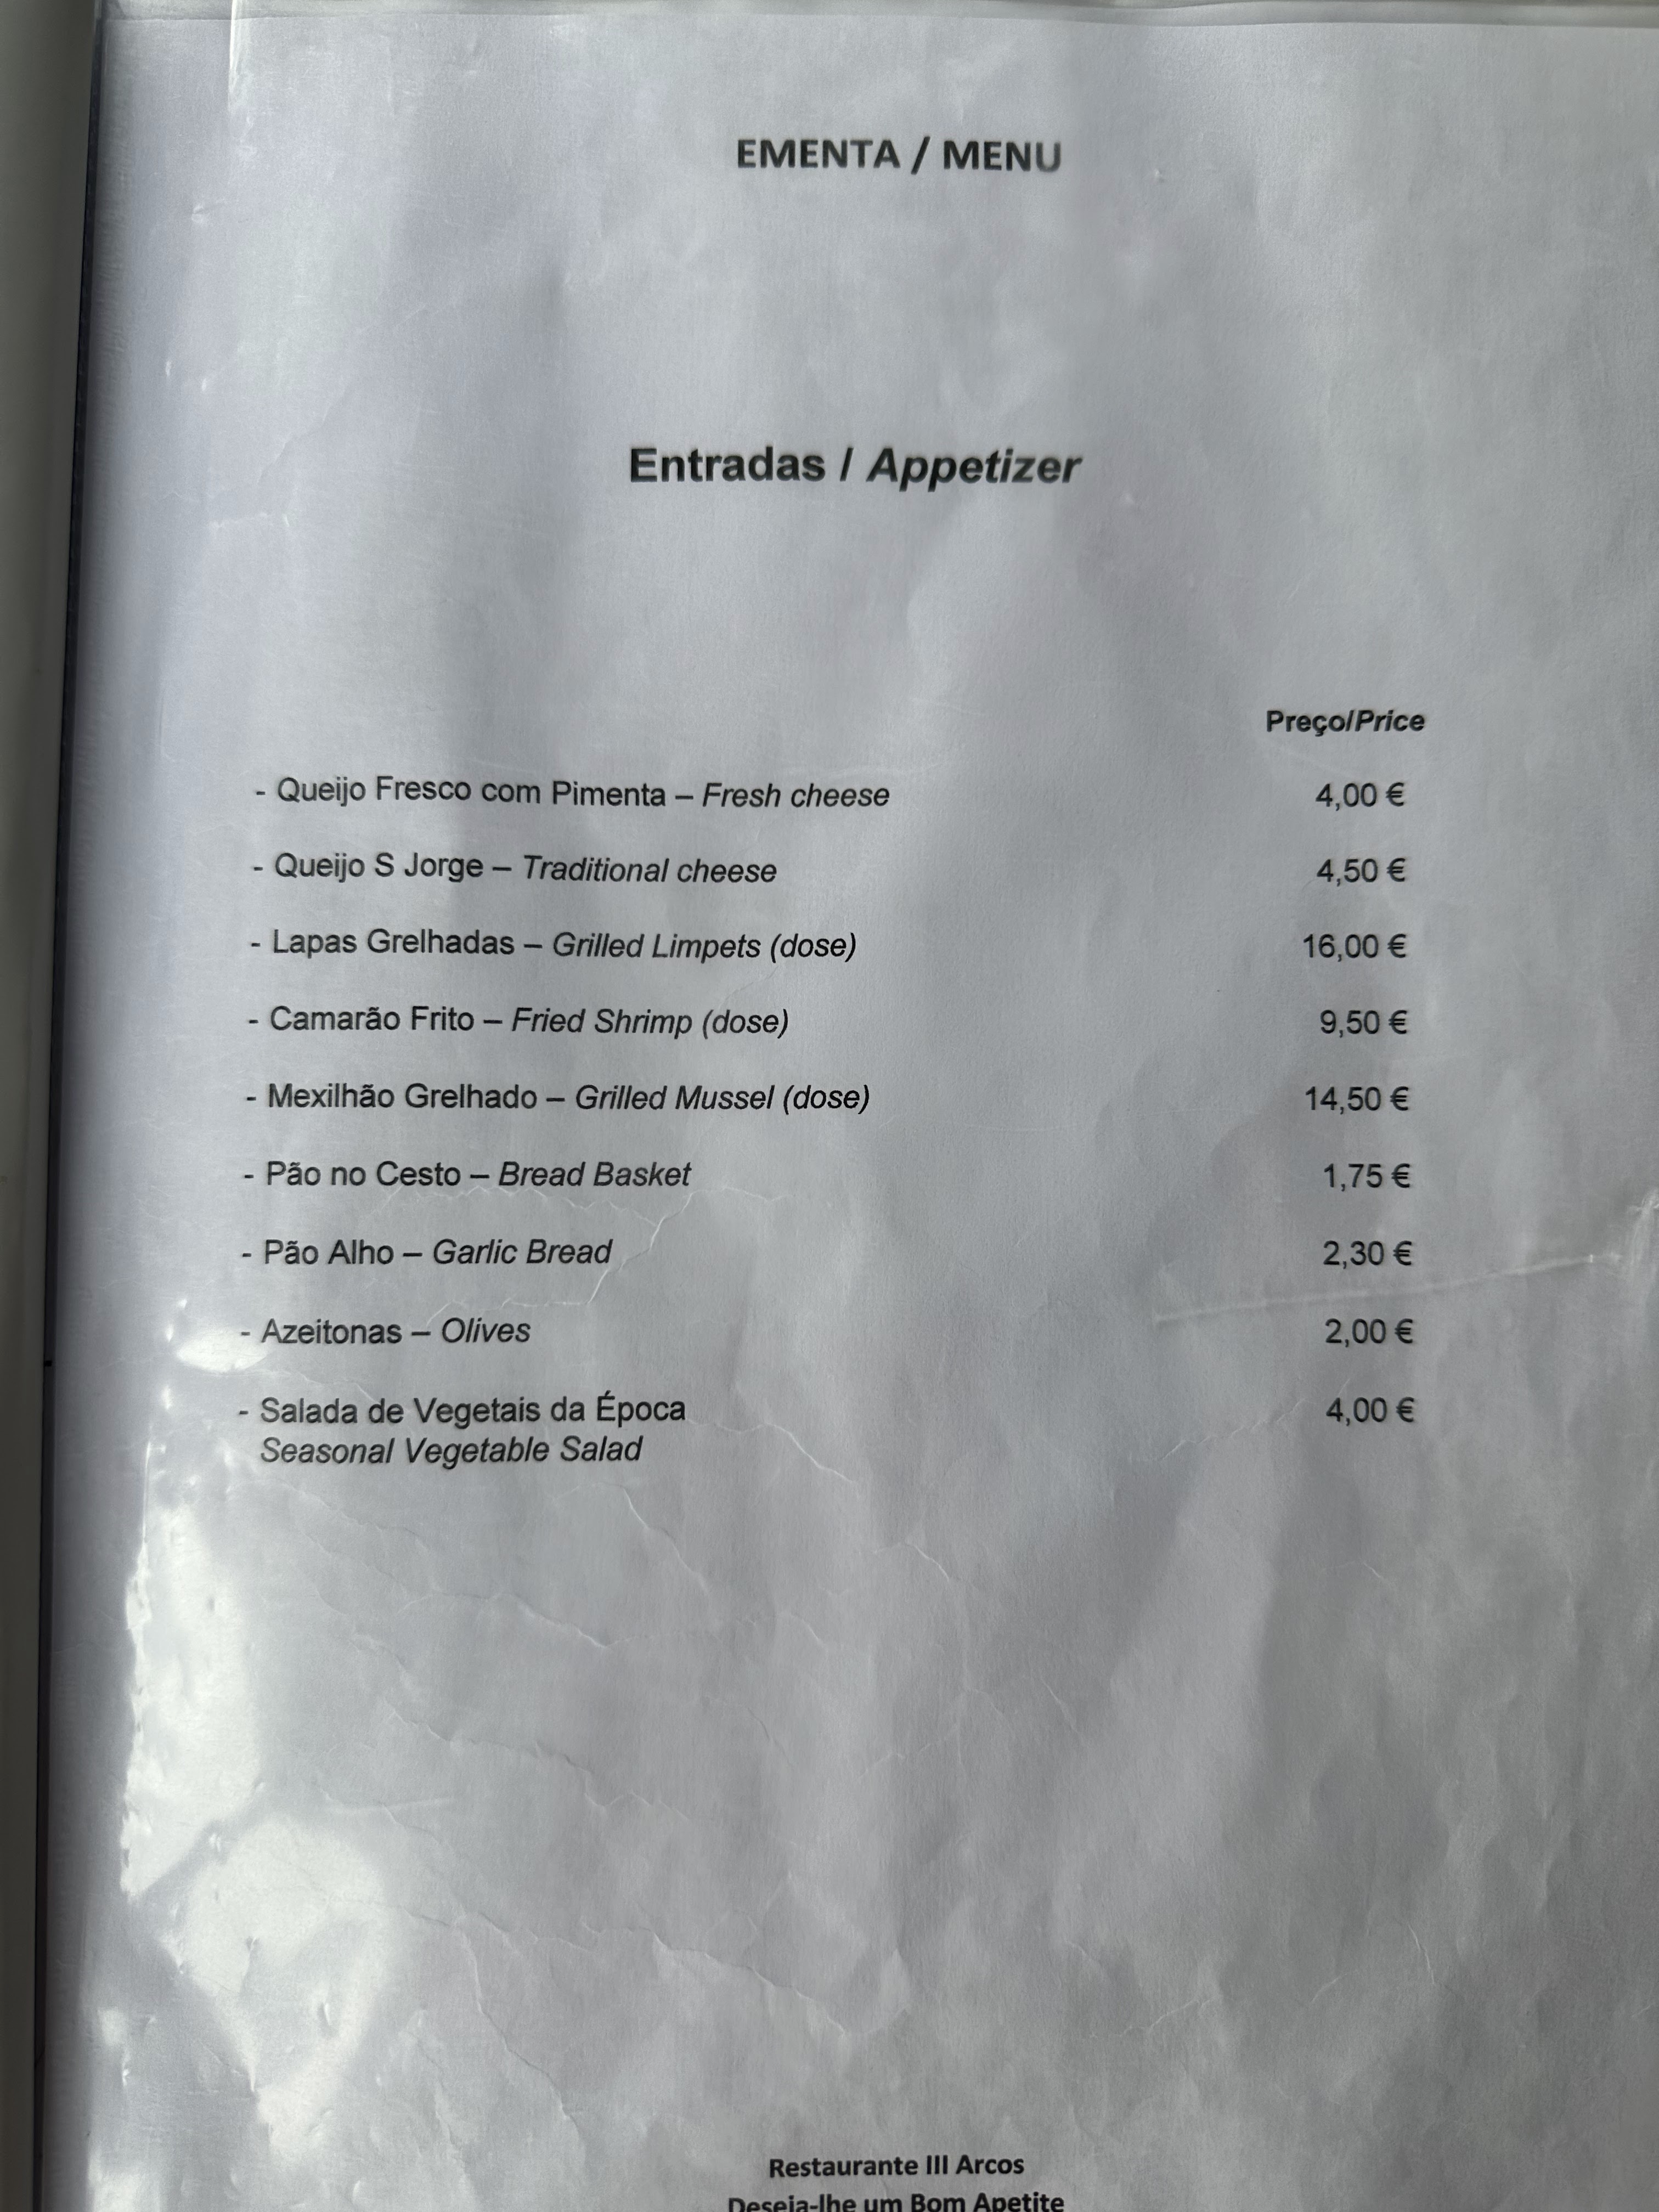 EMENTA / MENU
Entradas / Appetizer
Preço/Price
- Queijo Fresco com Pimenta – Fresh cheese 4,00 €
- Queijo S Jorge – Traditional cheese 4,50 €
- Lapas Grelhadas – Grilled Limpets (dose) 16,00 €
- Camarão Frito – Fried Shrimp (dose) 9,50 €
- Mexilhão Grelhado – Grilled Mussel (dose) 14,50 €
- Pão no Cesto – Bread Basket 1,75 €
- Pão Alho – Garlic Bread 2,30 €
- Azeitonas – Olives 2,00 €
- Salada de Vegetais da Época 4,00 €
Seasonal Vegetable Salad
Restaurante III Arcos
Deseja-lhe um Bom Apetite